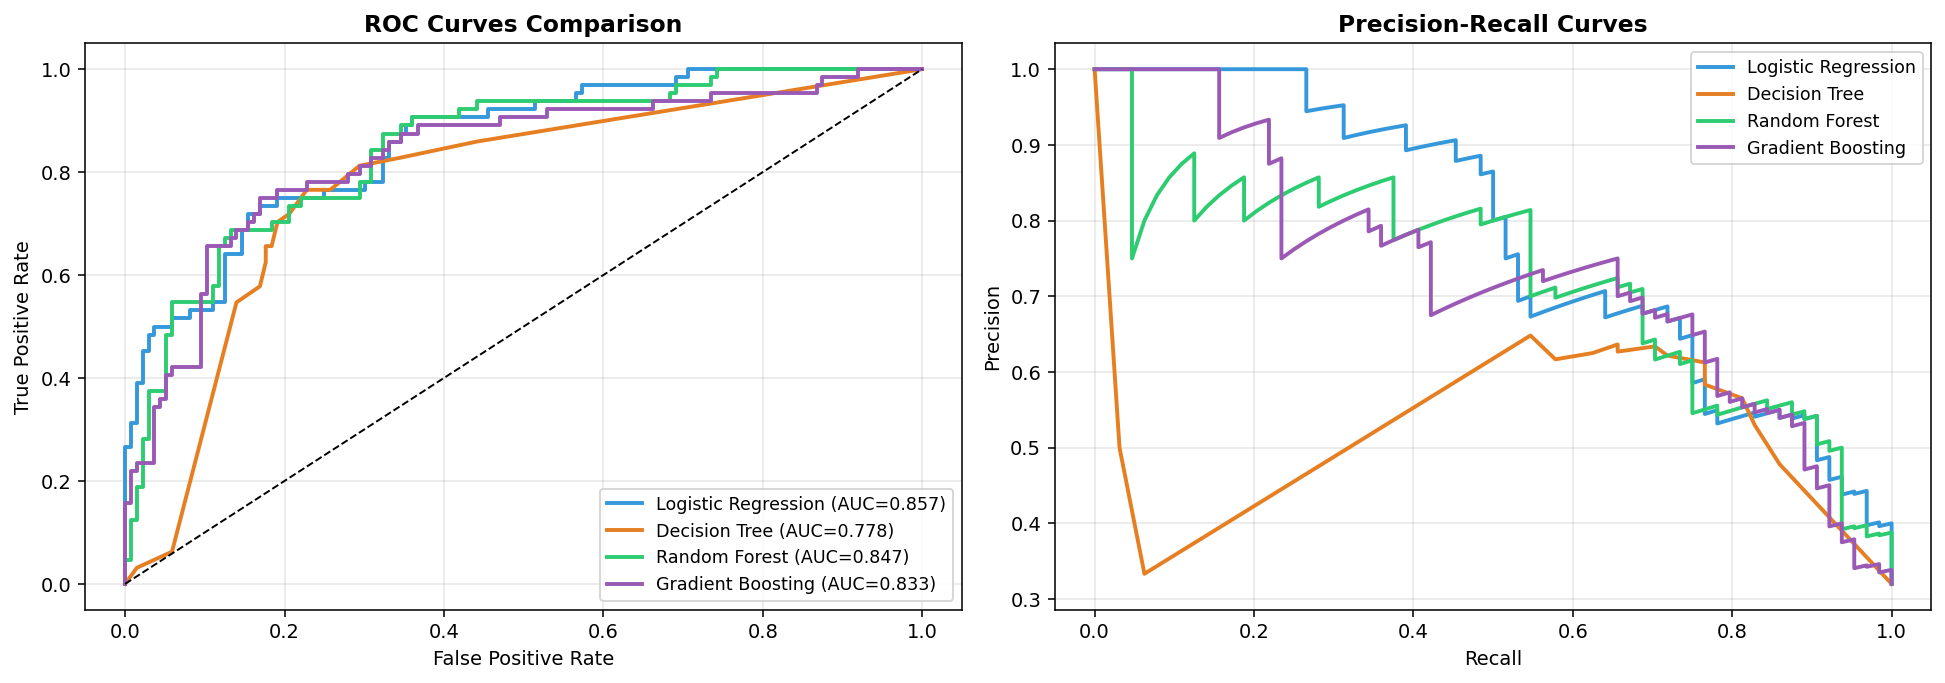 ROC Curves Comparison
True Positive Rate
1.0
0.8
0.6
0.4
0.2
0.0
Logistic Regression (AUC=0.857)
Decision Tree (AUC=0.778)
Random Forest (AUC=0.847)
Gradient Boosting (AUC=0.833)
0.0 0.2 0.4 0.6 0.8 1.0
False Positive Rate
Precision-Recall Curves
Precision
1.0
0.9
0.8
0.7
0.6
0.5
0.4
0.3
Logistic Regression
Decision Tree
Random Forest
Gradient Boosting
0.0 0.2 0.4 0.6 0.8 1.0
Recall